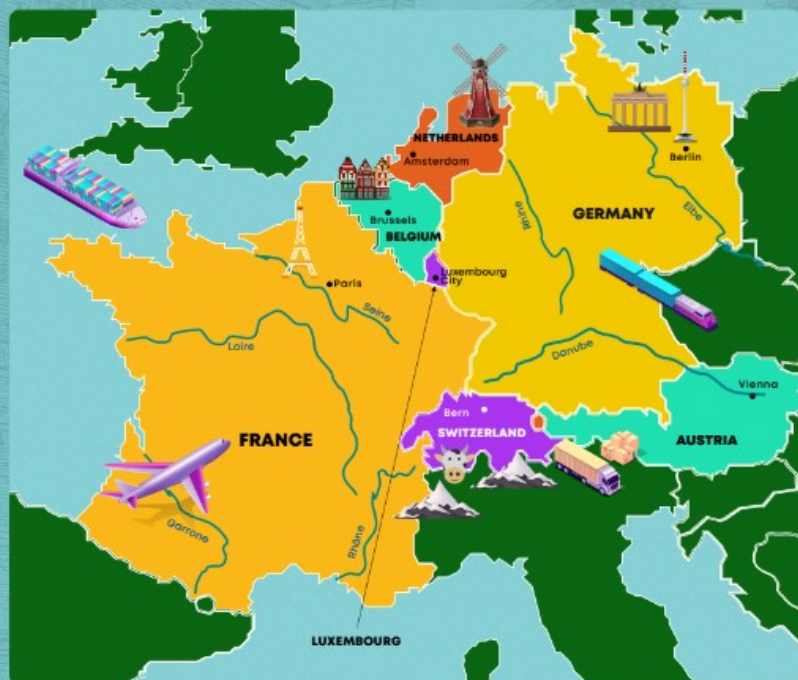 NETHERLANDS
Amsterdam
Berlin
Brussels
BELGIUM
Rhine
Elbe
GERMANY
Luxembourg
City
Paris
Seine
Loire
Danube
Vienna
Bern
SWITZERLAND
FRANCE
AUSTRIA
Garrone
Rhône
LUXEMBOURG